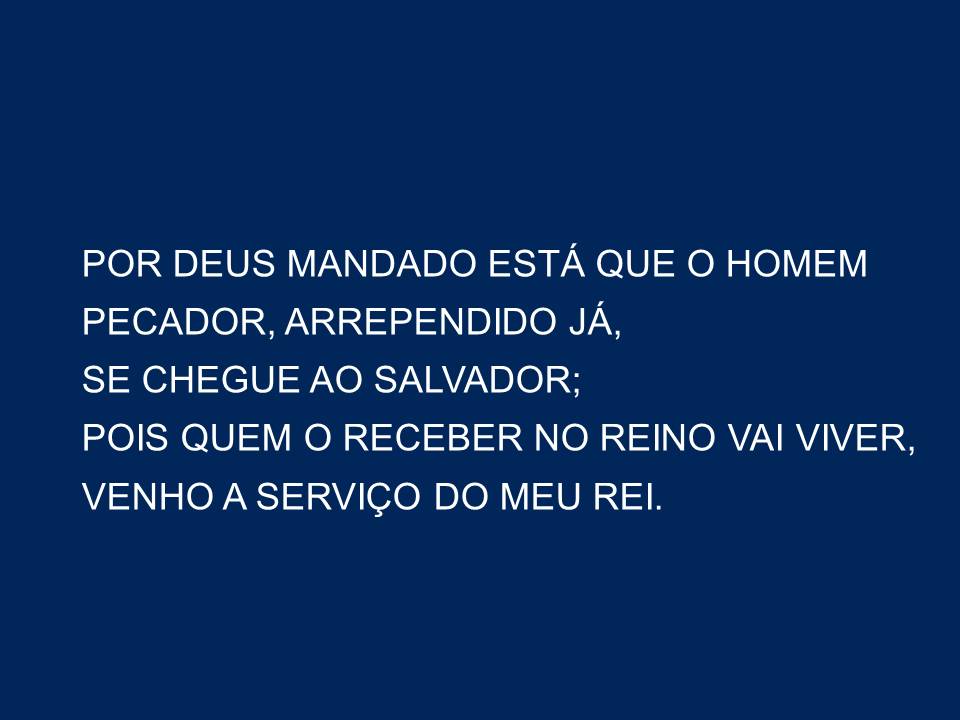 POR DEUS MANDADO ESTÁ QUE O HOMEM
PECADOR, ARREPENDIDO JÁ,
SE CHEGUE AO SALVADOR;
POIS QUEM O RECEBER NO REINO VAI VIVER,
VENHO A SERVIÇO DO MEU REI.